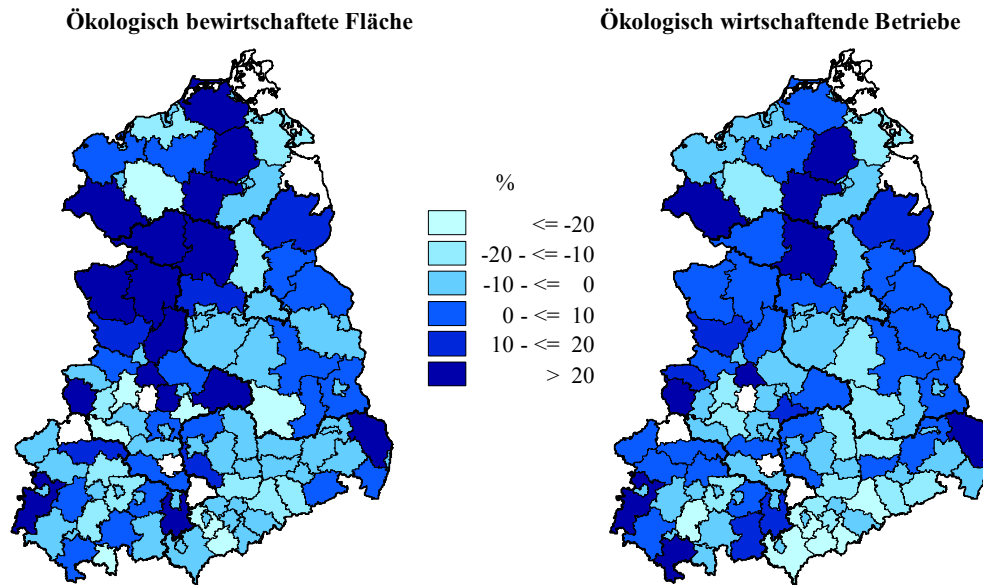 Ökologisch bewirtschaftete Fläche
Ökologisch wirtschaftende Betriebe
%
<= -20
-20 - <= -10
-10 - <= 0
0 - <= 10
10 - <= 20
> 20